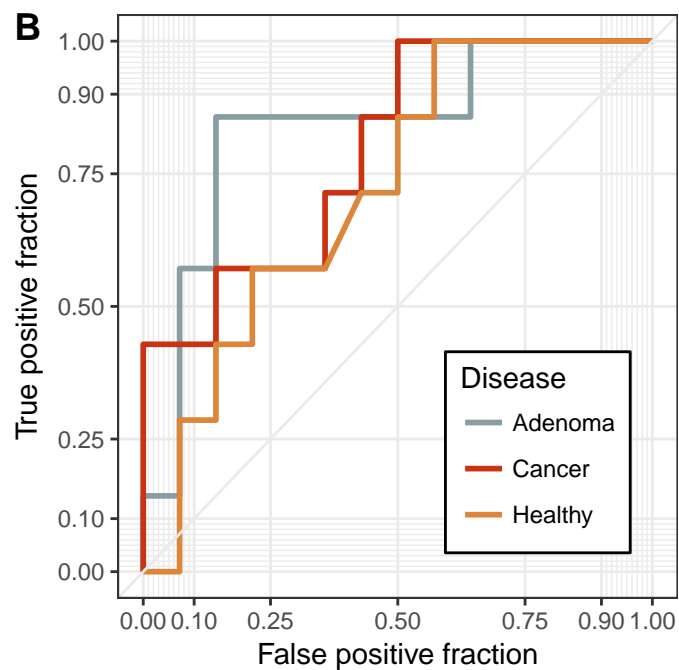 B
1.00
0.90
0.75
0.50
0.25
0.10
0.00
True positive fraction
Disease
Adenoma
Cancer
Healthy
0.00 0.10 0.25 0.50 0.75 0.90 1.00
False positive fraction